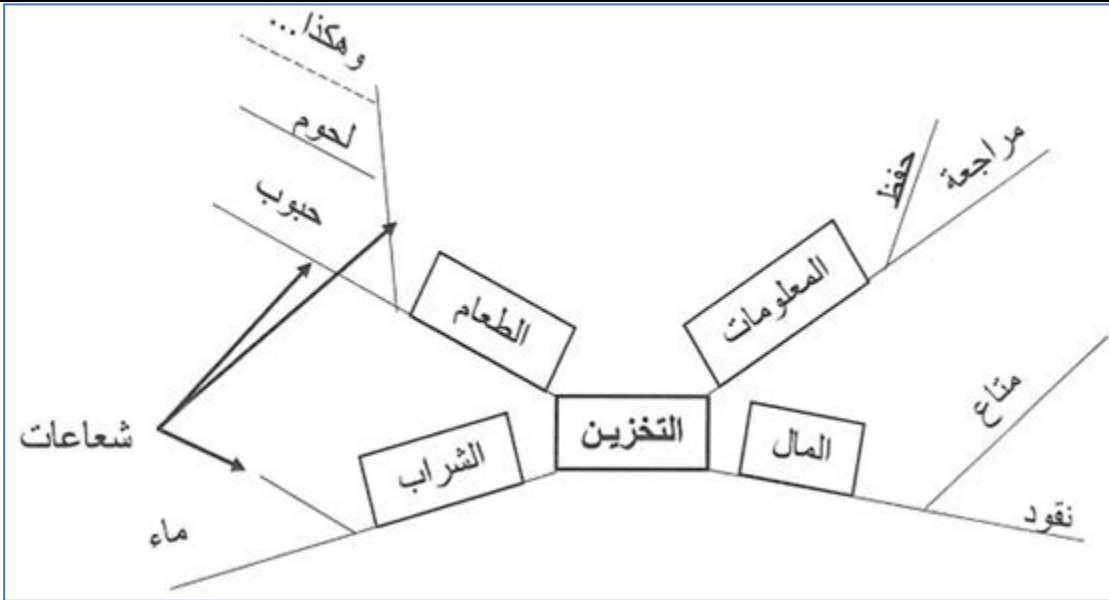 وهكذا...
لحوم
حبوب
حفظ
مراجعة
الطعام
المعلومات
متاع
التخزين
المال
الشراب
شعاعات
نقود
ماء